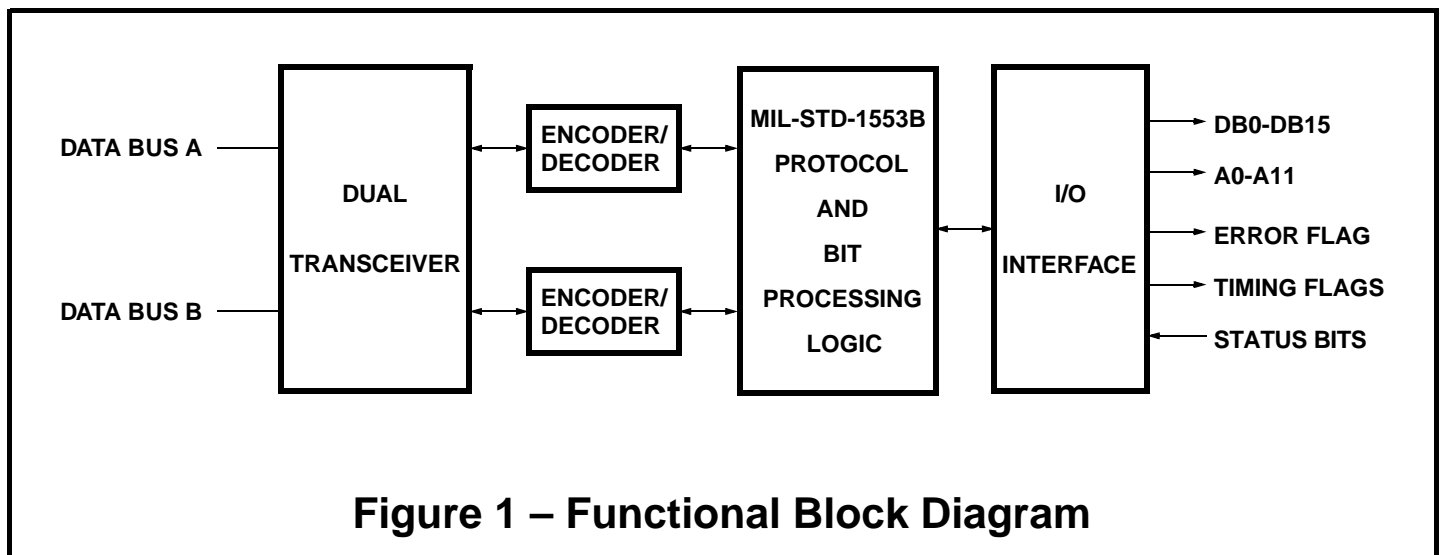 DATA BUS A
DATA BUS B
DUAL
TRANSCEIVER
ENCODER/
DECODER
ENCODER/
DECODER
MIL-STD-1553B
PROTOCOL
AND
BIT
PROCESSING
LOGIC
I/O
INTERFACE
DB0-DB15
A0-A11
ERROR FLAG
TIMING FLAGS
STATUS BITS
Figure 1 – Functional Block Diagram